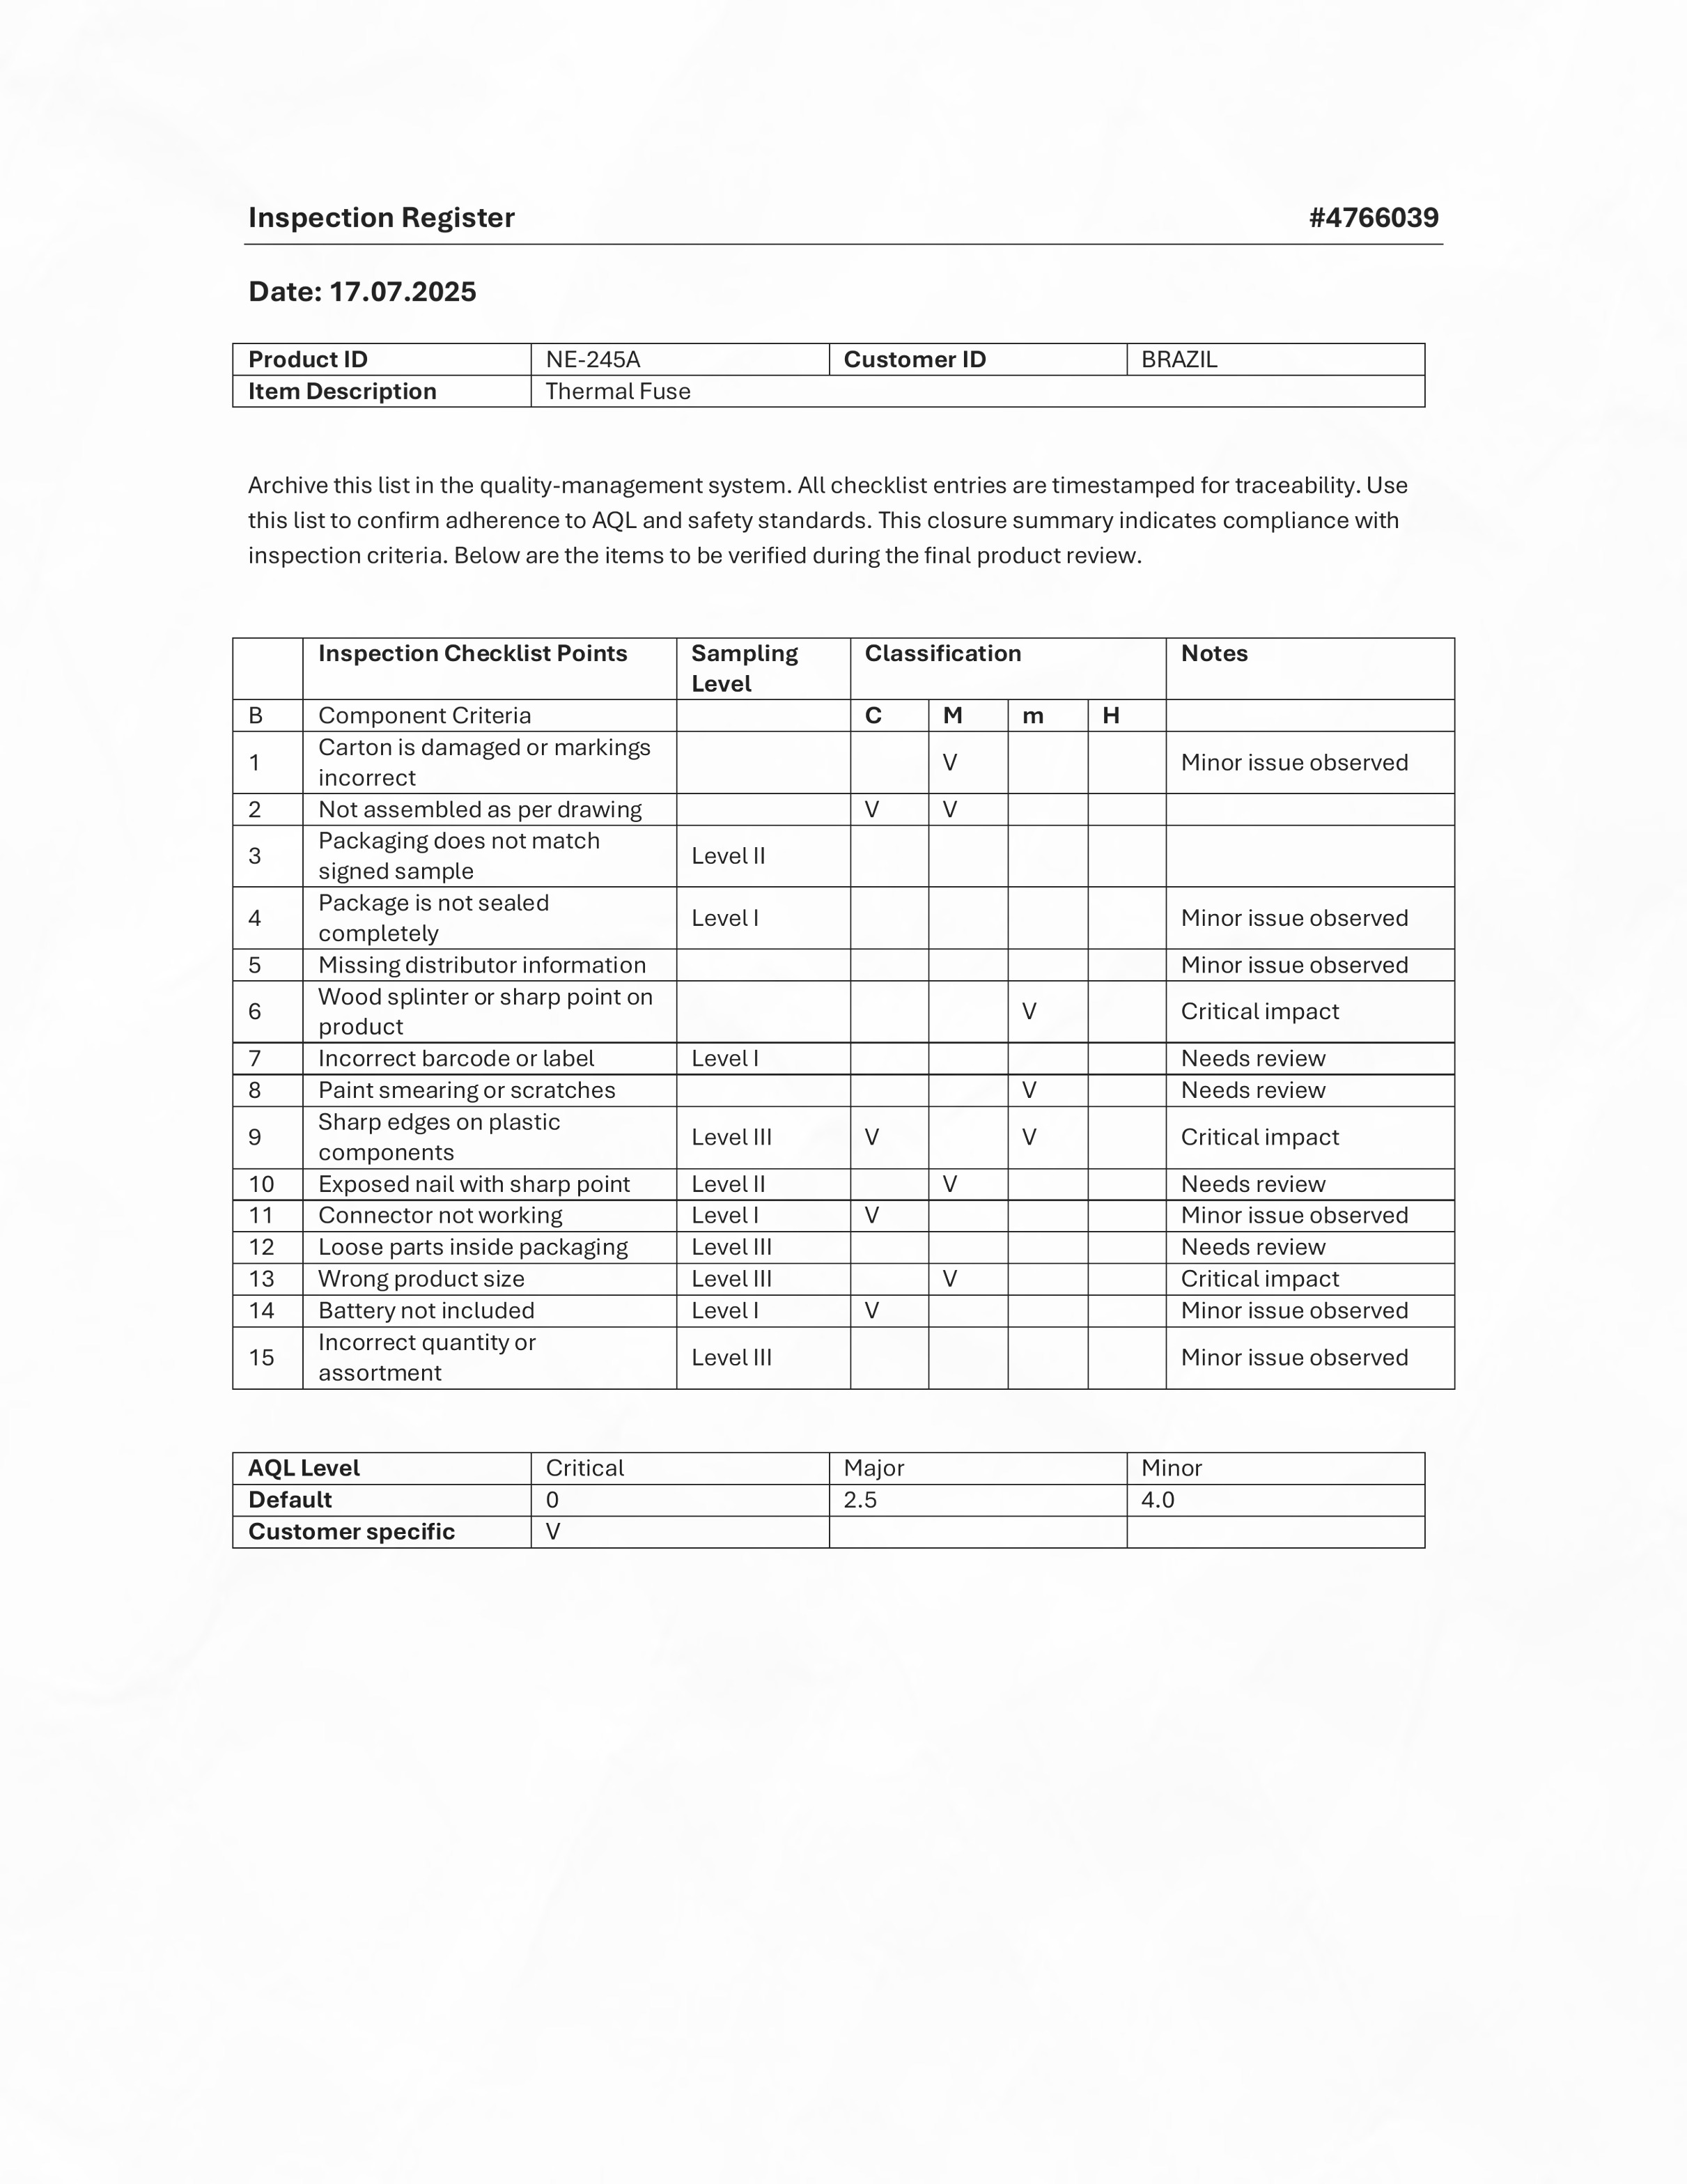 Inspection Register #4766039
Date: 17.07.2025
Product ID NE-245A Customer ID BRAZIL
Item Description Thermal Fuse
Archive this list in the quality-management system. All checklist entries are timestamped for traceability. Use
this list to confirm adherence to AQL and safety standards. This closure summary indicates compliance with
inspection criteria. Below are the items to be verified during the final product review.
Inspection Checklist Points Sampling Level Classification Notes
B Component Criteria C M m H
1 Carton is damaged or markings incorrect V Minor issue observed
2 Not assembled as per drawing V V
3 Packaging does not match signed sample Level II
4 Package is not sealed completely Level I Minor issue observed
5 Missing distributor information Minor issue observed
6 Wood splinter or sharp point on product V Critical impact
7 Incorrect barcode or label Level I Needs review
8 Paint smearing or scratches V Needs review
9 Sharp edges on plastic components Level III V V Critical impact
10 Exposed nail with sharp point Level II V Needs review
11 Connector not working Level I V Minor issue observed
12 Loose parts inside packaging Level III Needs review
13 Wrong product size Level III V Critical impact
14 Battery not included Level I V Minor issue observed
15 Incorrect quantity or assortment Level III Minor issue observed
AQL Level Critical Major Minor
Default 0 2.5 4.0
Customer specific V